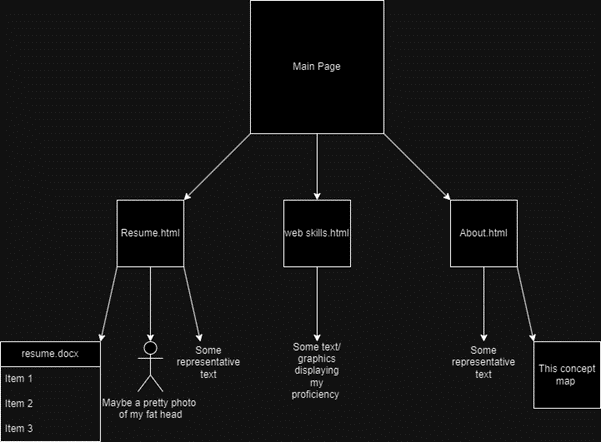 Main Page
Resume.html
web skills.html
About.html
resume.docx
Item 1
Item 2
Item 3
Maybe a pretty photo
of my fat head
Some
representative
text
Some text/
graphics
displaying
my
proficiency
Some
representative
text
This concept
map